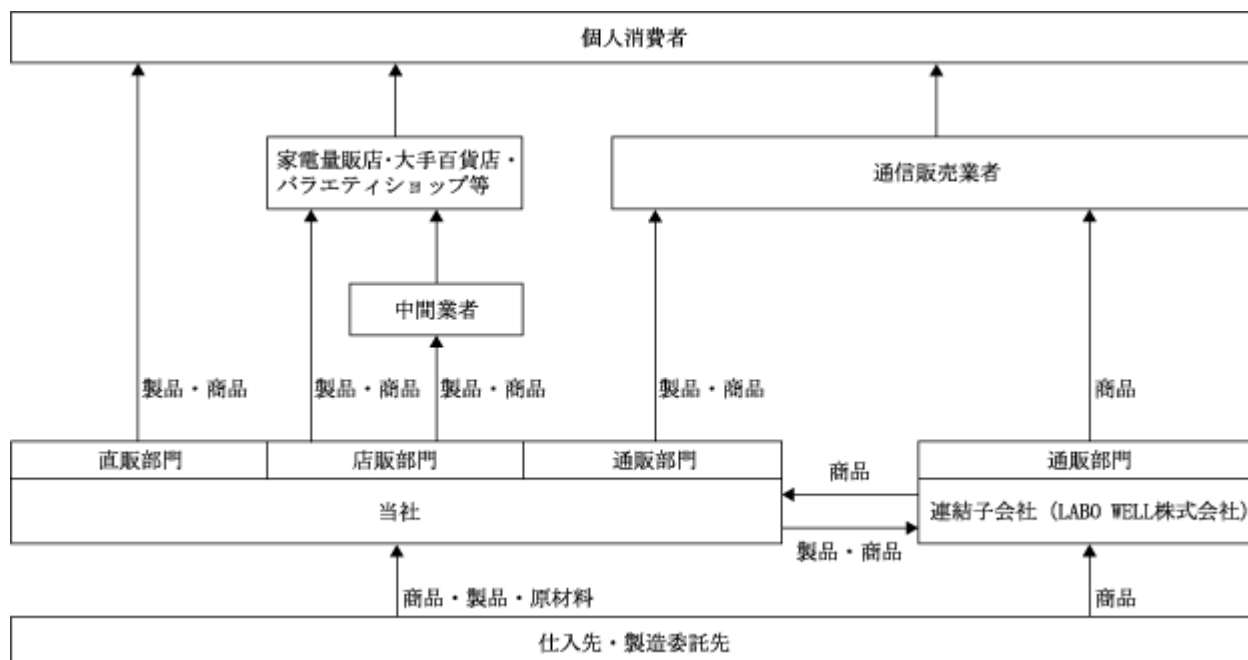 個人消費者
家電量販店・大手百貨店・
バラエティショップ等
通信販売業者
中間業者
製品・商品
製品・商品
製品・商品
製品・商品
商品
直販部門
店販部門
通販部門
通販部門
商品
当社
連結子会社 (LABO WELL株式会社)
製品・商品
商品・製品・原材料
商品
仕入先・製造委託先